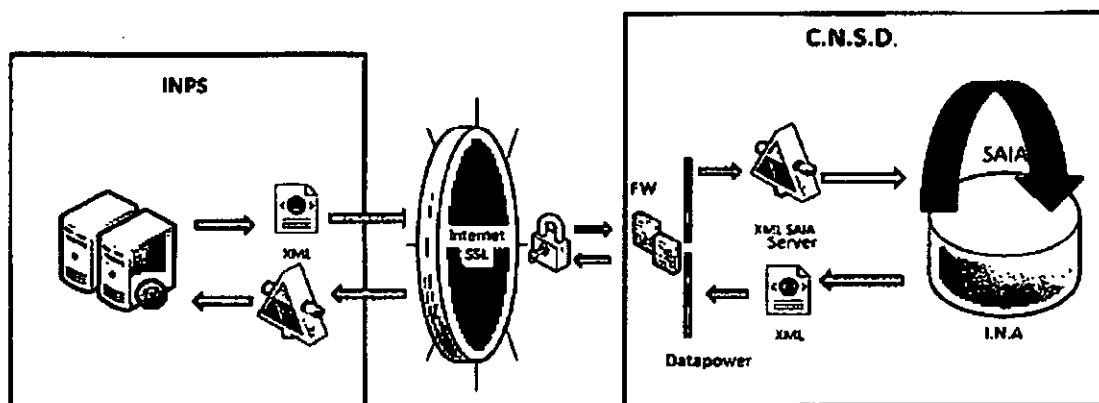 C.N.S.D.
INPS
SAIA
FW
XML
Internet
SSL
XML SAIA
Server
XML
I.N.A
Datapower